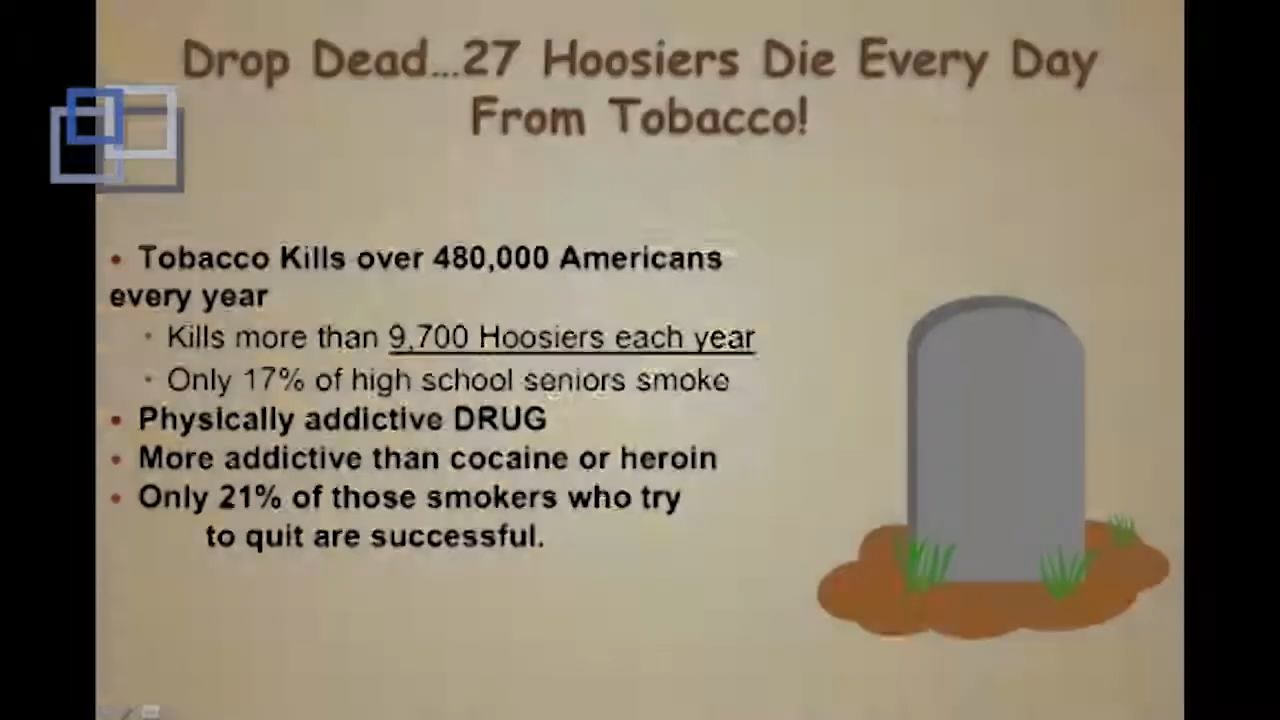 Drop Dead...27 Hoosiers Die Every Day
From Tobacco!
• Tobacco Kills over 480,000 Americans
every year
• Kills more than 9,700 Hoosiers each year
• Only 17% of high school seniors smoke
• Physically addictive DRUG
• More addictive than cocaine or heroin
• Only 21% of those smokers who try
to quit are successful.